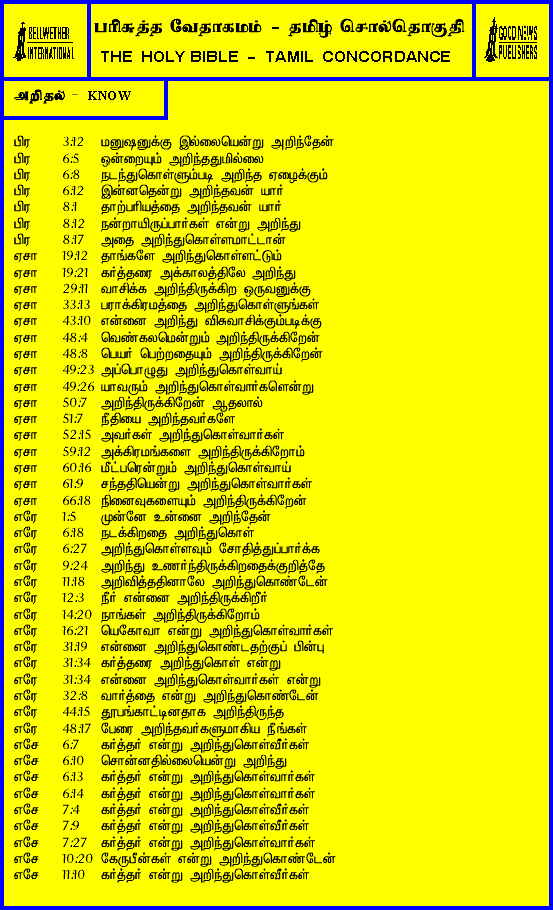 BELLWETHER INTERNATIONAL
பரிசுத்த வேதாகமம் - தமிழ் சொல்தொகுதி
THE HOLY BIBLE - TAMIL CONCORDANCE
GOOD NEWS PUBLISHERS
அறிதல் - KNOW
பிர 3:12 மனுஷனுக்கு இல்லையென்று அறிந்தேன்
பிர 6:5 ஒன்றையும் அறிந்ததுமில்லை
பிர 6:8 நடந்துகொள்ளும்படி அறிந்த ஏழைக்கும்
பிர 6:12 இன்னதென்று அறிந்தவன் யார்
பிர 8:1 தாற்பரியத்தை அறிந்தவன் யார்
பிர 8:12 நன்றாயிருப்பார்கள் என்று அறிந்து
பிர 8:17 அதை அறிந்துகொள்ளமாட்டான்
ஏசா 19:12 தாங்களே அறிந்துகொள்ளட்டும்
ஏசா 19:21 கர்த்தரை அக்காலத்திலே அறிந்து
ஏசா 29:11 வாசிக்க அறிந்திருக்கிற ஒருவனுக்கு
ஏசா 33:13 பராக்கிரமத்தை அறிந்துகொள்ளுங்கள்
ஏசா 43:10 என்னை அறிந்து விசுவாசிக்கும்படிக்கு
ஏசா 48:4 வெண்கலமென்றும் அறிந்திருக்கிறேன்
ஏசா 48:8 பெயர் பெற்றதையும் அறிந்திருக்கிறேன்
ஏசா 49:23 அப்பொழுது அறிந்துகொள்வாய்
ஏசா 49:26 யாவரும் அறிந்துகொள்வார்களென்று
ஏசா 50:7 அறிந்திருக்கிறேன் ஆதலால்
ஏசா 51:7 நீதியை அறிந்தவர்களே
ஏசா 52:15 அவர்கள் அறிந்துகொள்வார்கள்
ஏசா 59:12 அக்கிரமங்களை அறிந்திருக்கிறோம்
ஏசா 60:16 மீட்பரென்றும் அறிந்துகொள்வாய்
ஏசா 61:9 சந்ததியென்று அறிந்துகொள்வார்கள்
ஏசா 66:18 நினைவுகளையும் அறிந்திருக்கிறேன்
எரே 1:5 முன்னே உன்னை அறிந்தேன்
எரே 6:18 நடக்கிறதை அறிந்துகொள்
எரே 6:27 அறிந்துகொள்ளவும் சோதித்துப்பார்க்க
எரே 9:24 அறிந்து உணர்ந்திருக்கிறதைக்குறித்தே
எரே 11:18 அறிவித்ததினாலே அறிந்துகொண்டேன்
எரே 12:3 நீர் என்னை அறிந்திருக்கிறீர்
எரே 14:20 நாங்கள் அறிந்திருக்கிறோம்
எரே 16:21 யெகோவா என்று அறிந்துகொள்வார்கள்
எரே 31:19 என்னை அறிந்துகொண்டதற்குப் பின்பு
எரே 31:34 கர்த்தரை அறிந்துகொள் என்று
எரே 31:34 என்னை அறிந்துகொள்வார்கள் என்று
எரே 32:8 வார்த்தை என்று அறிந்துகொண்டேன்
எரே 44:15 தூபங்காட்டினதாக அறிந்திருந்த
எரே 48:17 பேரை அறிந்தவர்களுமாகிய நீங்கள்
எசே 6:7 கர்த்தர் என்று அறிந்துகொள்வீர்கள்
எசே 6:10 சொன்னதில்லையென்று அறிந்து
எசே 6:13 கர்த்தர் என்று அறிந்துகொள்வார்கள்
எசே 6:14 கர்த்தர் என்று அறிந்துகொள்வார்கள்
எசே 7:4 கர்த்தர் என்று அறிந்துகொள்வீர்கள்
எசே 7:9 கர்த்தர் என்று அறிந்துகொள்வீர்கள்
எசே 7:27 கர்த்தர் என்று அறிந்துகொள்வார்கள்
எசே 10:20 கேருபீன்கள் என்று அறிந்துகொண்டேன்
எசே 11:10 கர்த்தர் என்று அறிந்துகொள்வீர்கள்